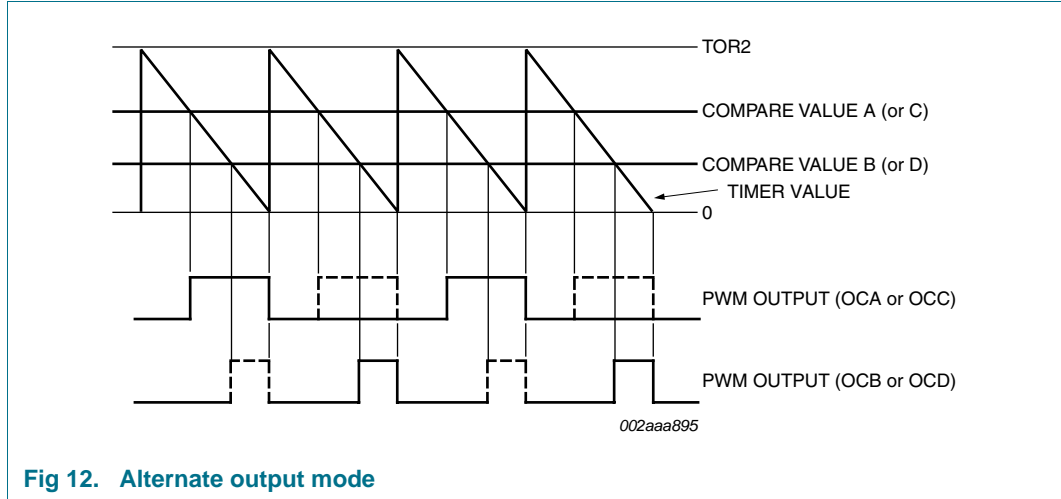 TOR2
COMPARE VALUE A (or C)
COMPARE VALUE B (or D)
TIMER VALUE
0
PWM OUTPUT (OCA or OCC)
PWM OUTPUT (OCB or OCD)
002aaa895
Fig 12. Alternate output mode